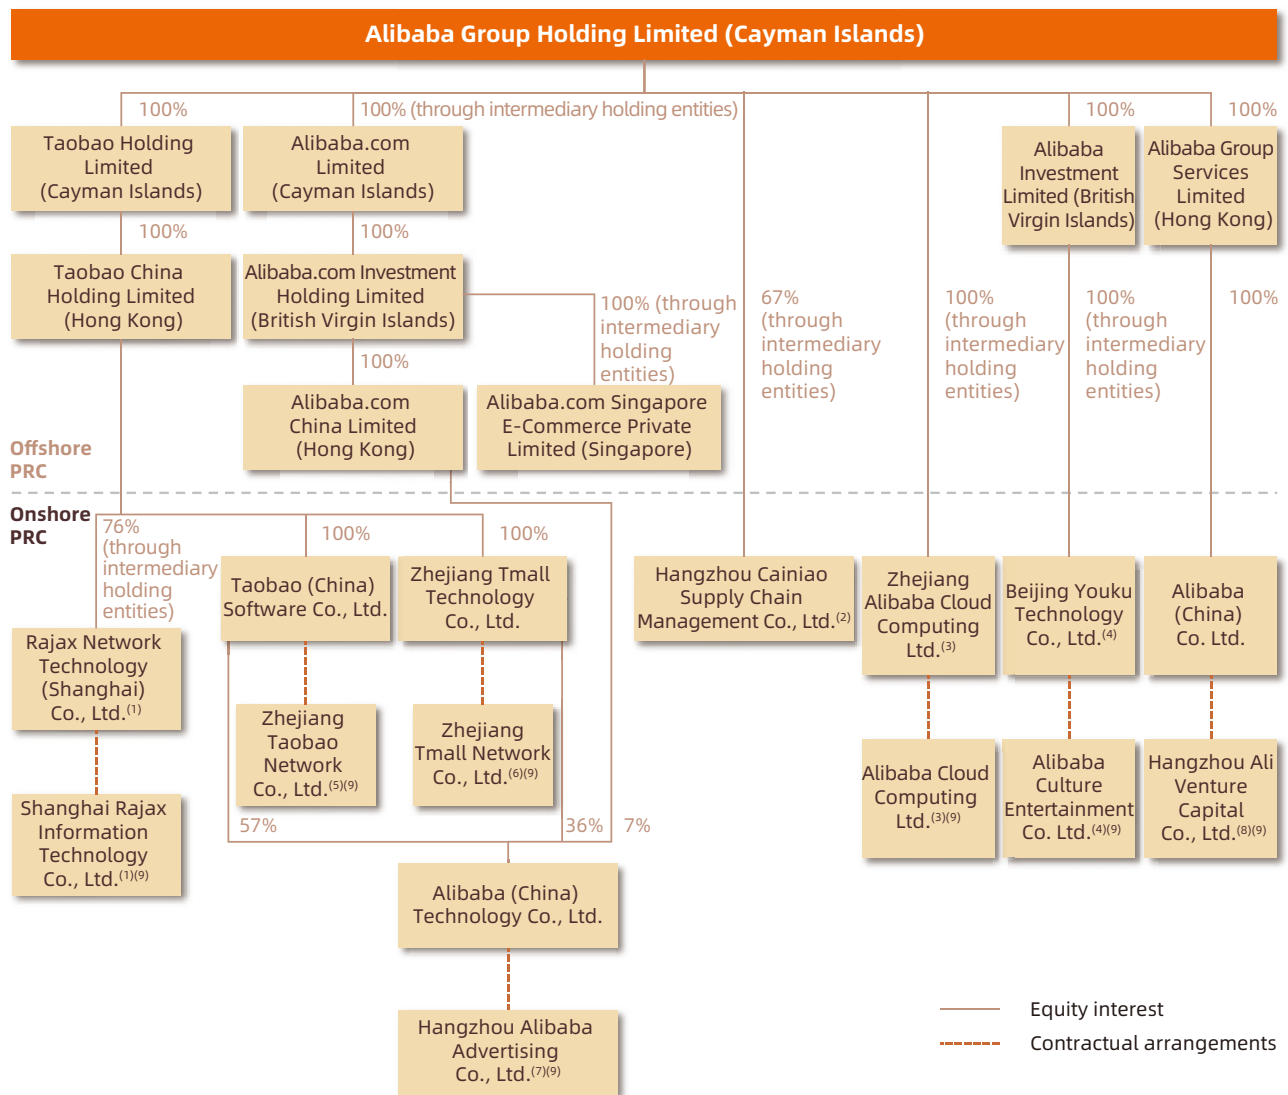 Alibaba Group Holding Limited (Cayman Islands)
100%
100% (through intermediary holding entities)
100%
100%
Taobao Holding
Limited
(Cayman Islands)
Alibaba.com
Limited
(Cayman Islands)
Alibaba
Investment
Limited (British
Virgin Islands)
Alibaba Group
Services
Limited
(Hong Kong)
100%
100%
Taobao China
Holding Limited
(Hong Kong)
Alibaba.com Investment
Holding Limited
(British Virgin Islands)
100% (through
intermediary
holding
entities)
67%
(through
intermediary
holding
entities)
100%
(through
intermediary
holding
entities)
100%
(through
intermediary
holding
entities)
100%
100%
Alibaba.com
China Limited
(Hong Kong)
Alibaba.com Singapore
E-Commerce Private
Limited (Singapore)
Offshore
PRC
Onshore
PRC
76%
(through
intermediary
holding
entities)
100%
100%
Taobao (China)
Software Co., Ltd.
Zhejiang Tmall
Technology
Co., Ltd.
Hangzhou Cainiao
Supply Chain
Management Co., Ltd.(2)
Zhejiang
Alibaba Cloud
Computing
Ltd.(3)
Beijing Youku
Technology
Co., Ltd.(4)
Alibaba
(China)
Co. Ltd.
Rajax Network
Technology
(Shanghai)
Co., Ltd.(1)
Zhejiang
Taobao
Network
Co., Ltd.(5)(9)
Zhejiang
Tmall Network
Co., Ltd.(6)(9)
Alibaba Cloud
Computing
Ltd.(3)(9)
Alibaba
Culture
Entertainment
Co. Ltd.(4)(9)
Hangzhou Ali
Venture
Capital
Co., Ltd.(8)(9)
Shanghai Rajax
Information
Technology
Co., Ltd.(1)(9)
57%
36%
7%
Alibaba (China)
Technology Co., Ltd.
Hangzhou Alibaba
Advertising
Co., Ltd.(7)(9)
Equity interest
Contractual arrangements